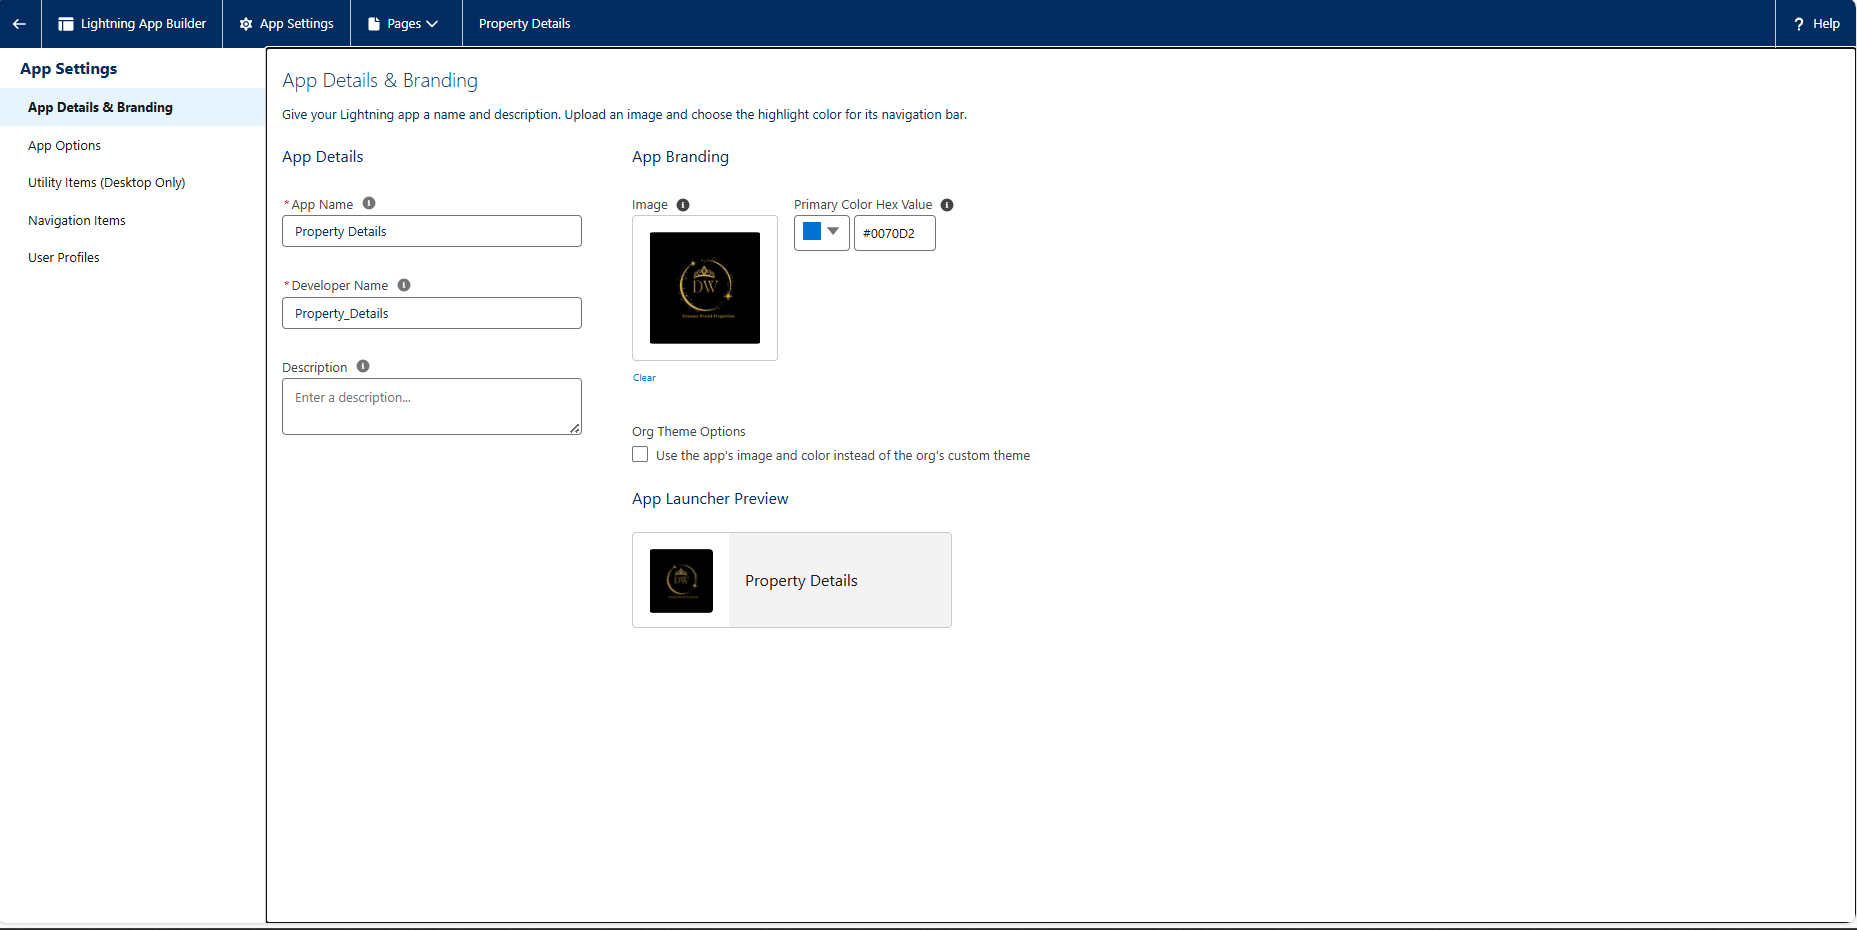 Lightning App Builder
App Settings
Pages
Property Details
? Help
App Settings
App Details & Branding
App Options
Utility Items (Desktop Only)
Navigation Items
User Profiles
App Details & Branding
Give your Lightning app a name and description. Upload an image and choose the highlight color for its navigation bar.
App Details
* App Name
Property Details
* Developer Name
Property_Details
Description
Enter a description...
App Branding
Image
DW
Dreams World Properties
Clear
Primary Color Hex Value
#0070D2
Org Theme Options
Use the app's image and color instead of the org's custom theme
App Launcher Preview
DW
Property Details